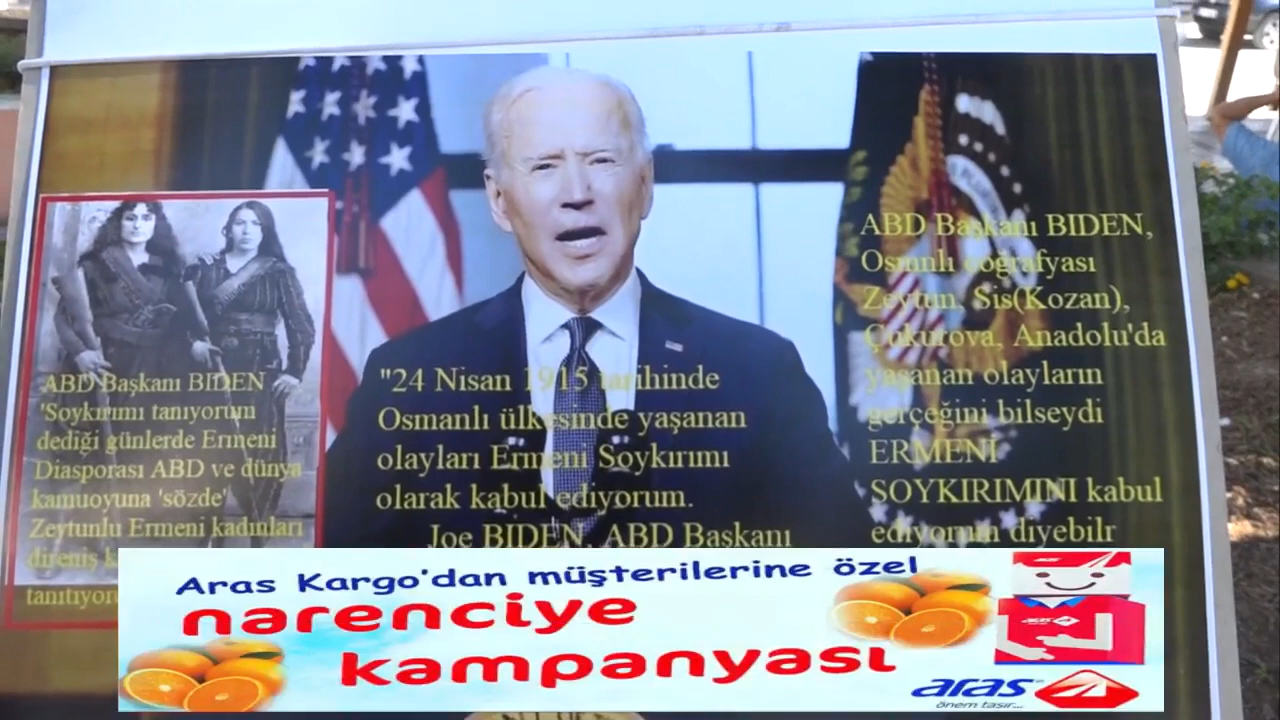 ABD Başkanı BIDEN
'Soykırımı tanıyorum
dediği günlerde Ermeni
Diasporası ABD ve dünya
kamuoyuna 'sözde'
Zeytunlu Ermeni kadınları
direniş
"24 Nisan 1915 tarihinde
Osmanlı ülkesinde yaşanan
olayları Ermeni Soykırımı
olarak kabul ediyorum.
Joe BIDEN, ABD Başkanı
ABD Başkanı BIDEN,
Osmnlı coğrafyası
Zeytun, Sis(Kozan),
Çukurova, Anadolu'da
yaşanan olayların
gerçeğini bilseydi
ERMENİ
SOYKIRIMINI kabul
ediyorum diyebilr
Aras Kargo'dan müşterilerine özel
narenciye
kampanyası
aras
önem taşır...